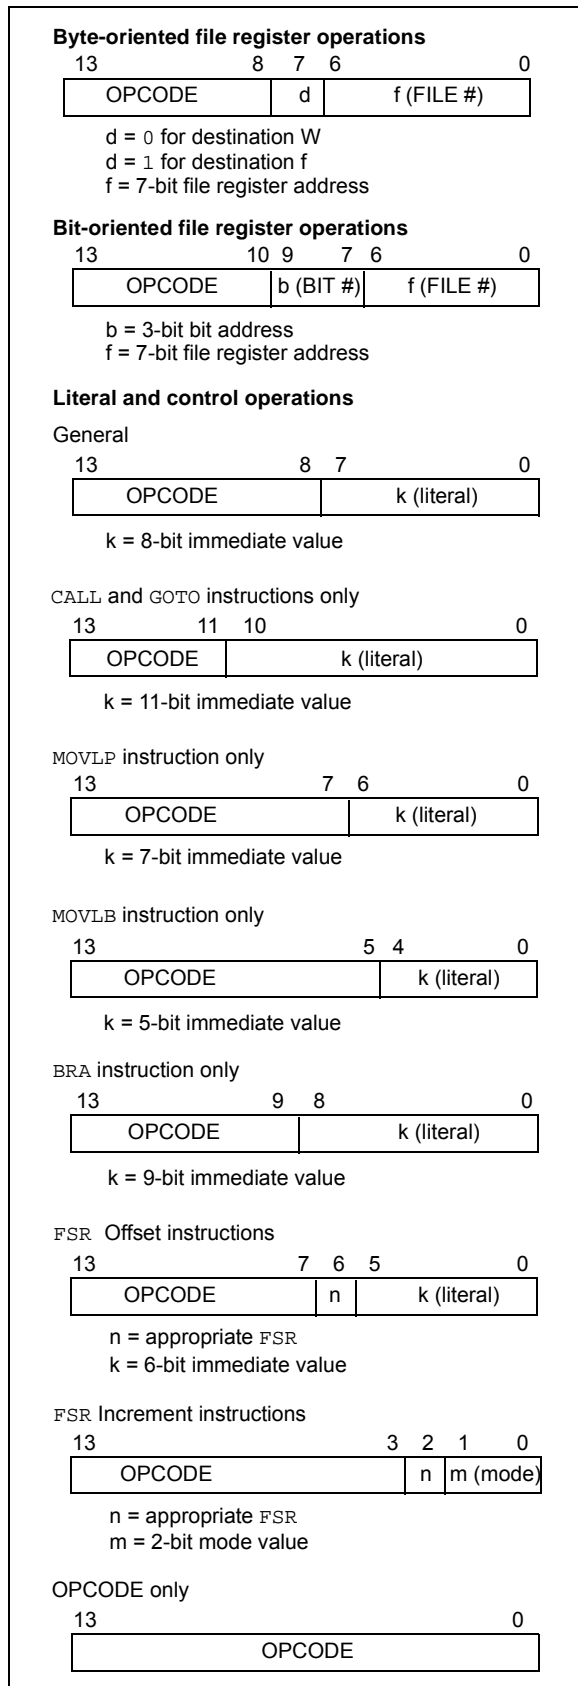 Byte-oriented file register operations
13 8 7 6 0
OPCODE d f (FILE #)
d = 0 for destination W
d = 1 for destination f
f = 7-bit file register address
Bit-oriented file register operations
13 10 9 7 6 0
OPCODE b (BIT #) f (FILE #)
b = 3-bit bit address
f = 7-bit file register address
Literal and control operations
General
13 8 7 0
OPCODE k (literal)
k = 8-bit immediate value
CALL and GOTO instructions only
13 11 10 0
OPCODE k (literal)
k = 11-bit immediate value
MOVLP instruction only
13 7 6 0
OPCODE k (literal)
k = 7-bit immediate value
MOVLB instruction only
13 5 4 0
OPCODE k (literal)
k = 5-bit immediate value
BRA instruction only
13 9 8 0
OPCODE k (literal)
k = 9-bit immediate value
FSR Offset instructions
13 7 6 5 0
OPCODE n k (literal)
n = appropriate FSR
k = 6-bit immediate value
FSR Increment instructions
13 3 2 1 0
OPCODE n m (mode)
n = appropriate FSR
m = 2-bit mode value
OPCODE only
13 0
OPCODE